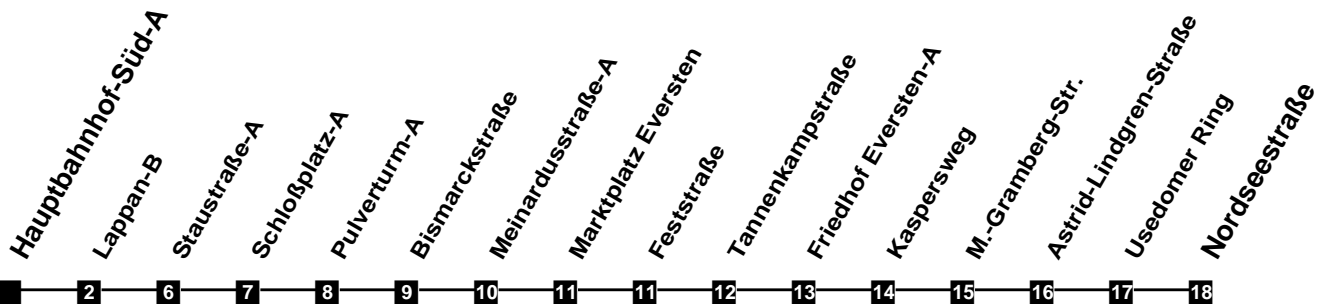 Hauptbahnhof-Süd-A
Lappan-B
Staustraße-A
Schloßplatz-A
Pulverturm-A
Bismarckstraße
Meinardusstraße-A
Marktplatz Eversten
Feststraße
Tannenkampstraße
Friedhof Eversten-A
Kaspersweg
M.-Gramberg-Str.
Astrid-Lindgren-Straße
Usedomer Ring
Nordseestraße
2 6 7 8 9 10 11 11 12 13 14 15 16 17 18